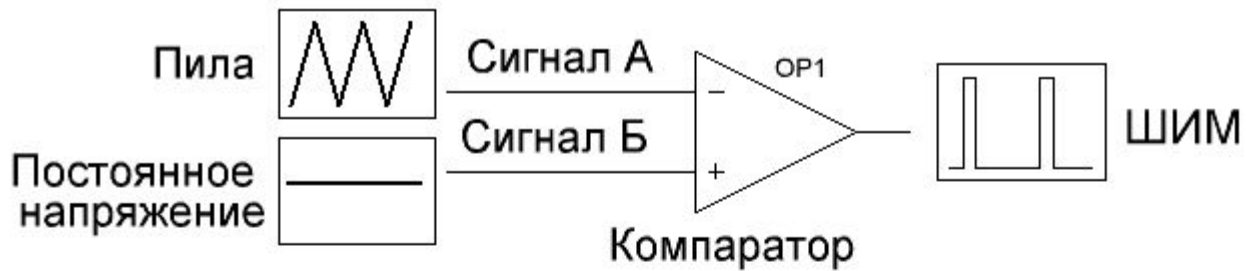 Пила
Сигнал А
OP1
−
Сигнал Б
+
ШИМ
Постоянное
напряжение
Компаратор